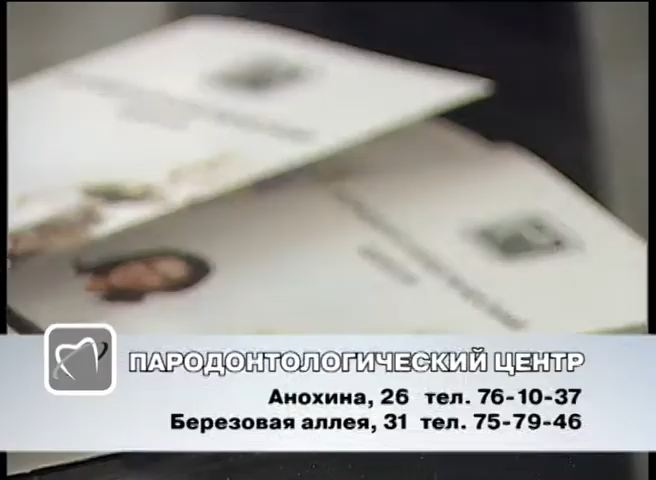 ПАРОДОНТОЛОГИЧЕСКИЙ ЦЕНТР
Анохина, 26 тел. 76-10-37
Березовая аллея, 31 тел. 75-79-46